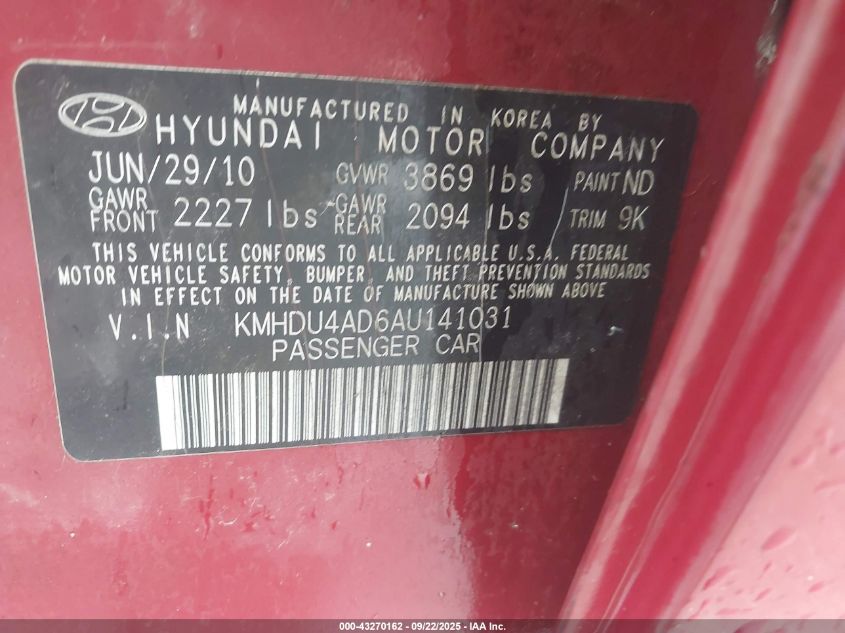 MANUFACTURED IN KOREA BY
HYUNDAI MOTOR COMPANY
JUN/29/10 GVWR 3869 lbs PAINT ND
GAWR FRONT 2227 lbs GAWR REAR 2094 lbs TRIM 9K
THIS VEHICLE CONFORMS TO ALL APPLICABLE U.S.A. FEDERAL
MOTOR VEHICLE SAFETY, BUMPER, AND THEFT PREVENTION STANDARDS
IN EFFECT ON THE DATE OF MANUFACTURE SHOWN ABOVE
V.I.N KMHDU4AD6AU141031
PASSENGER CAR
000-43270162 - 09/22/2025 - IAA Inc.